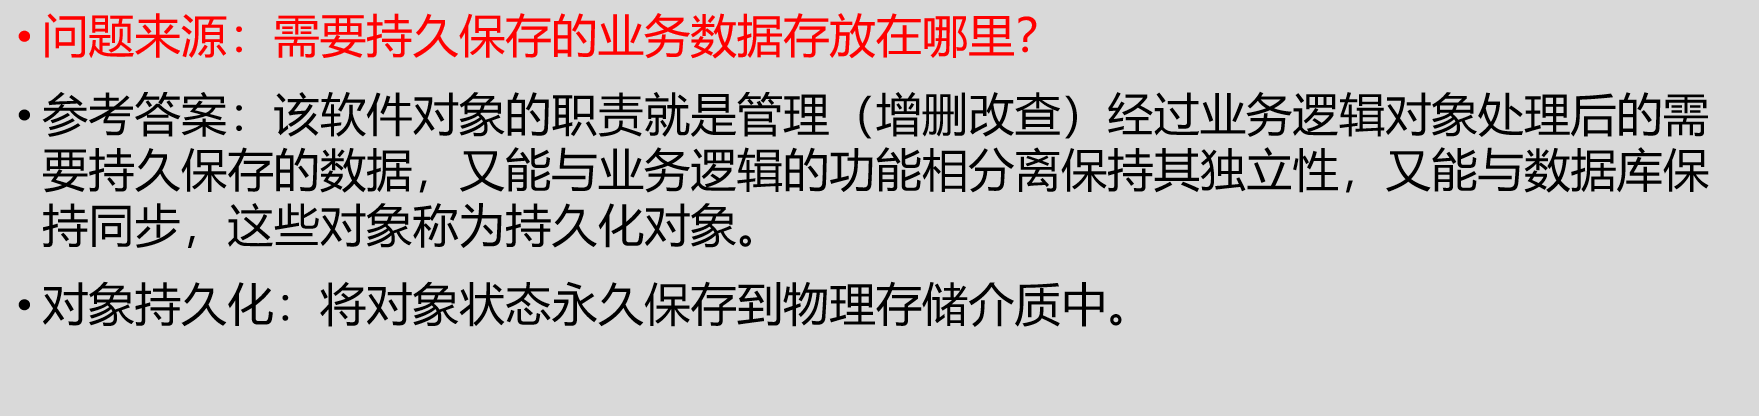 • 问题来源：需要持久保存的业务数据存放在哪里？
• 参考答案：该软件对象的职责就是管理（增删改查）经过业务逻辑对象处理后的需
要持久保存的数据，又能与业务逻辑的功能相分离保持其独立性，又能与数据库保
持同步，这些对象称为持久化对象。
• 对象持久化：将对象状态永久保存到物理存储介质中。